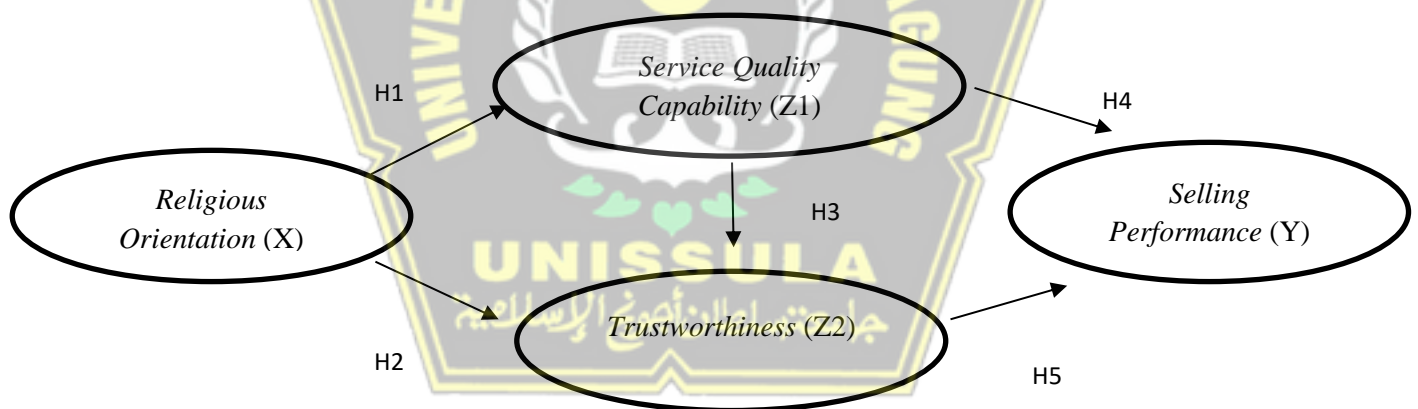 Service Quality
Capability (Z1)
H1
H4
Religious
Orientation (X)
H3
Selling
Performance (Y)
UNISSULA
Trustworthiness (Z2)
H2
H5